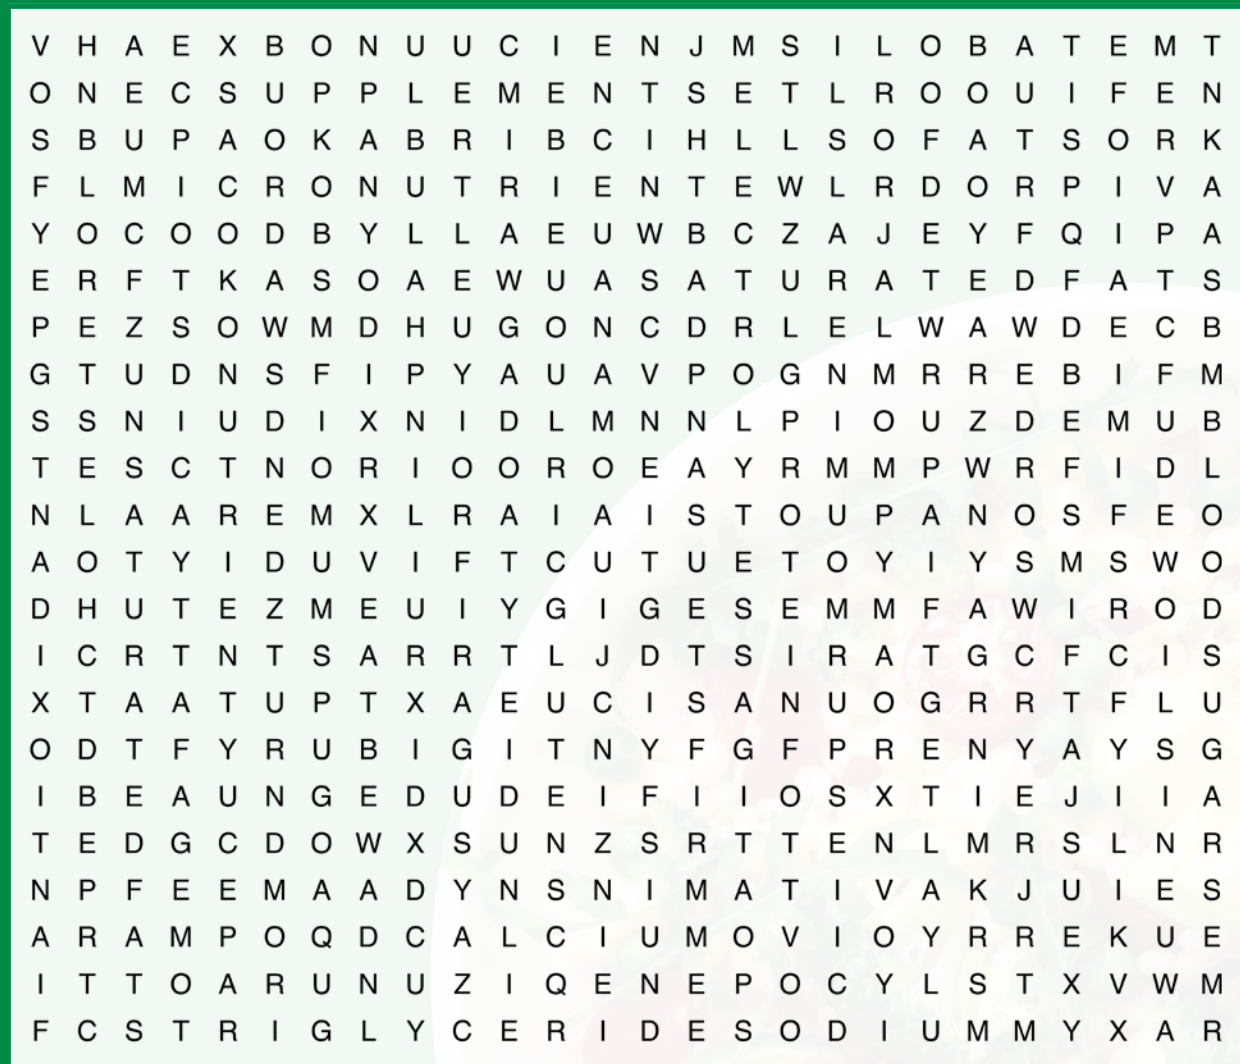 V H A E X B O N U U C I E N J M S I L O B A T E M T
O N E C S U P P L E M E N T S E T L R O O U I F E N
S B U P A O K A B R I B C I H L L S O F A T S O R K
F L M I C R O N U T R I E N T E W L R D O R P I V A
Y O C O O D B Y L L A E U W B C Z A J E Y F Q I P A
E R F T K A S O A E W U A S A T U R A T E D F A T S
P E Z S O W M D H U G O N C D R L E L W A W D E C B
G T U D N S F I P Y A U A V P O G N M R R E B I F M
S S N I U D I X N I D L M N N L P I O U Z D E M U B
T E S C T N O R I O O R O E A Y R M M P W R F I D L
N L A A R E M X L R A I A I S T O U P A N O S F E O
A O T Y I D U V I F T C U T U E T O Y I Y S M S W O
D H U T E Z M E U I Y G I G E S E M M F A W I R O D
I C R T N T S A R R T L J D T S I R A T G C F C I S
X T A A T U P T X A E U C I S A N U O G R R T F L U
O D T F Y R U B I G I T N Y F G F P R E N Y A Y S G
I B E A U N G E D U D E I F I I O S X T I E J I I A
T E D G C D O W X S U N Z S R T T E N L M R S L N R
N P F E E M A A D Y N S N I M A T I V A K J U I E S
A R A M P O Q D C A L C I U M O V I O Y R R E K U E
I T T O A R U N U Z I Q E N E P O C Y L S T X V W M
F C S T R I G L Y C E R I D E S O D I U M M Y X A R